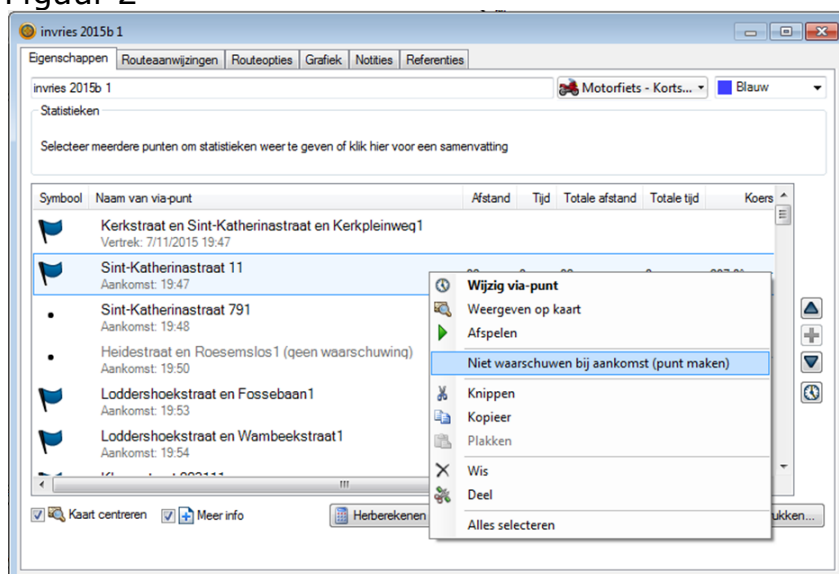 Figuur 2
invries 2015b 1
Eigenschappen Routeaanwijzingen Routeopties Grafiek Notities Referenties
invries 2015b 1 Motorfiets - Korts... Blauw
Statistieken
Selecteer meerdere punten om statistieken weer te geven of klik hier voor een samenvatting
Symbool Naam van via-punt Afstand Tijd Totale afstand Totale tijd Koers
Kerkstraat en Sint-Katherinastraat en Kerkpleinweg1
Vertrek: 7/11/2015 19:47
Sint-Katherinastraat 11
Aankomst: 19:47
Sint-Katherinastraat 791
Aankomst: 19:48
Heidestraat en Roesemslos1 (geen waarschuwing)
Aankomst: 19:50
Loddershoekstraat en Fossebaan1
Aankomst: 19:53
Loddershoekstraat en Wambeekstraat1
Aankomst: 19:54
Wijzig via-punt
Weergeven op kaart
Afspelen
Niet waarschuwen bij aankomst (punt maken)
Knippen
Kopieer
Plakken
Wis
Deel
Alles selecteren
Kaart centreren Meer info Herberekenen ukken...